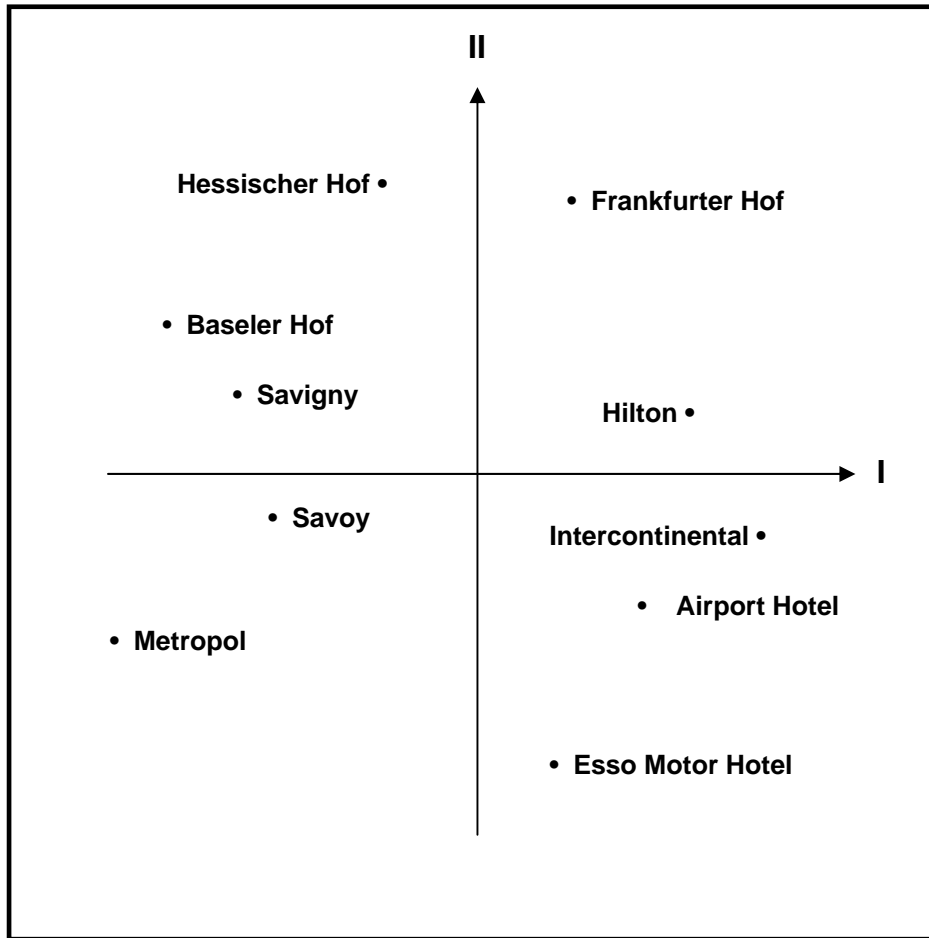 II
Hessischer Hof •
• Frankfurter Hof
• Baseler Hof
• Savigny
Hilton •
I
• Savoy
Intercontinental •
• Airport Hotel
• Metropol
• Esso Motor Hotel